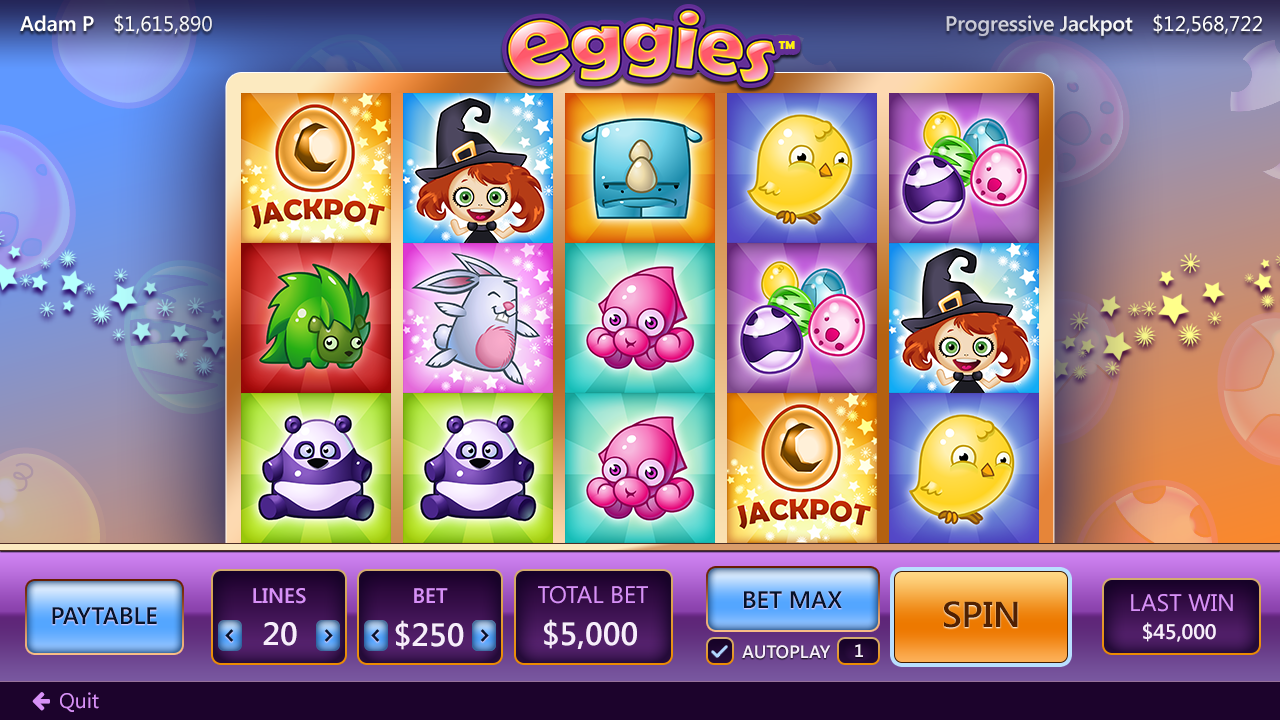 Adam P $1,615,890
eggies™
Progressive Jackpot $12,568,722
JACKPOT
JACKPOT
PAYTABLE
LINES
< 20 >
BET
< $250 >
TOTAL BET
$5,000
BET MAX
AUTOPLAY 1
SPIN
LAST WIN
$45,000
Quit